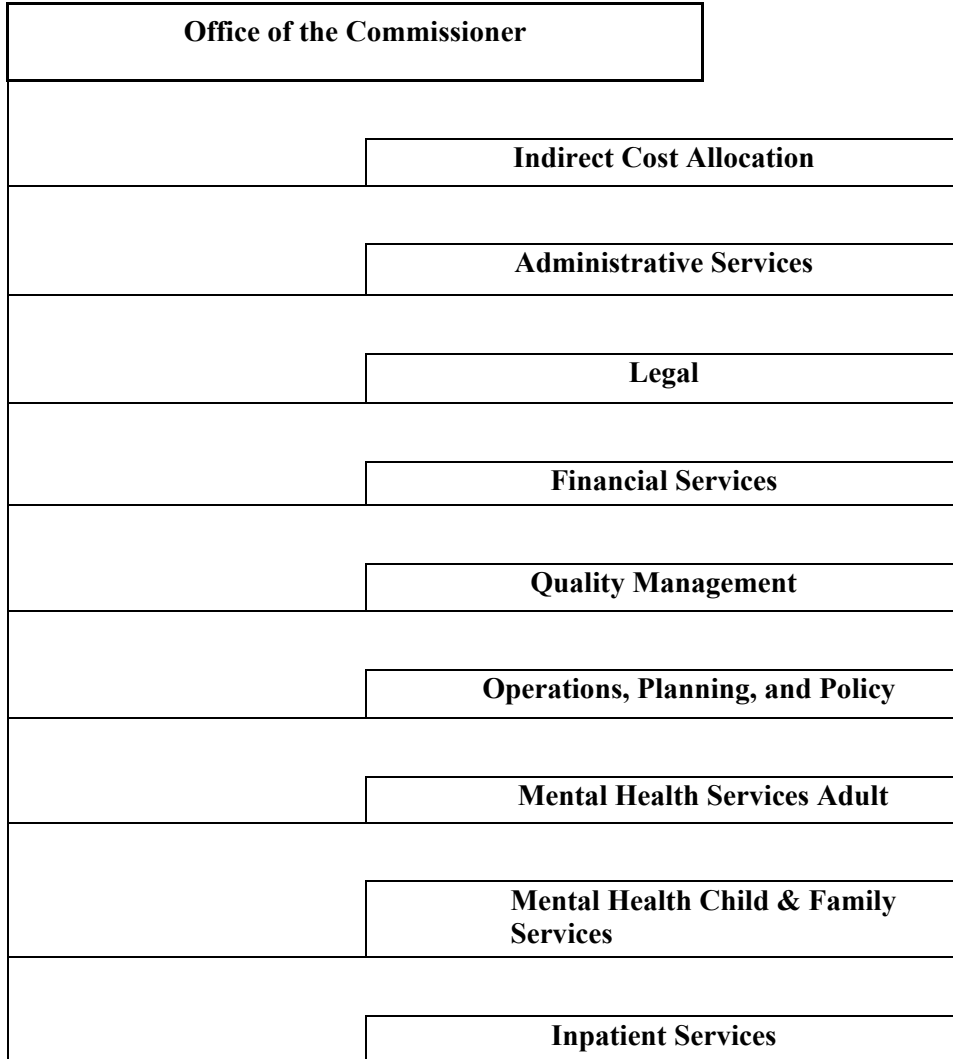 Office of the Commissioner
Indirect Cost Allocation
Administrative Services
Legal
Financial Services
Quality Management
Operations, Planning, and Policy
Mental Health Services Adult
Mental Health Child & Family
Services
Inpatient Services